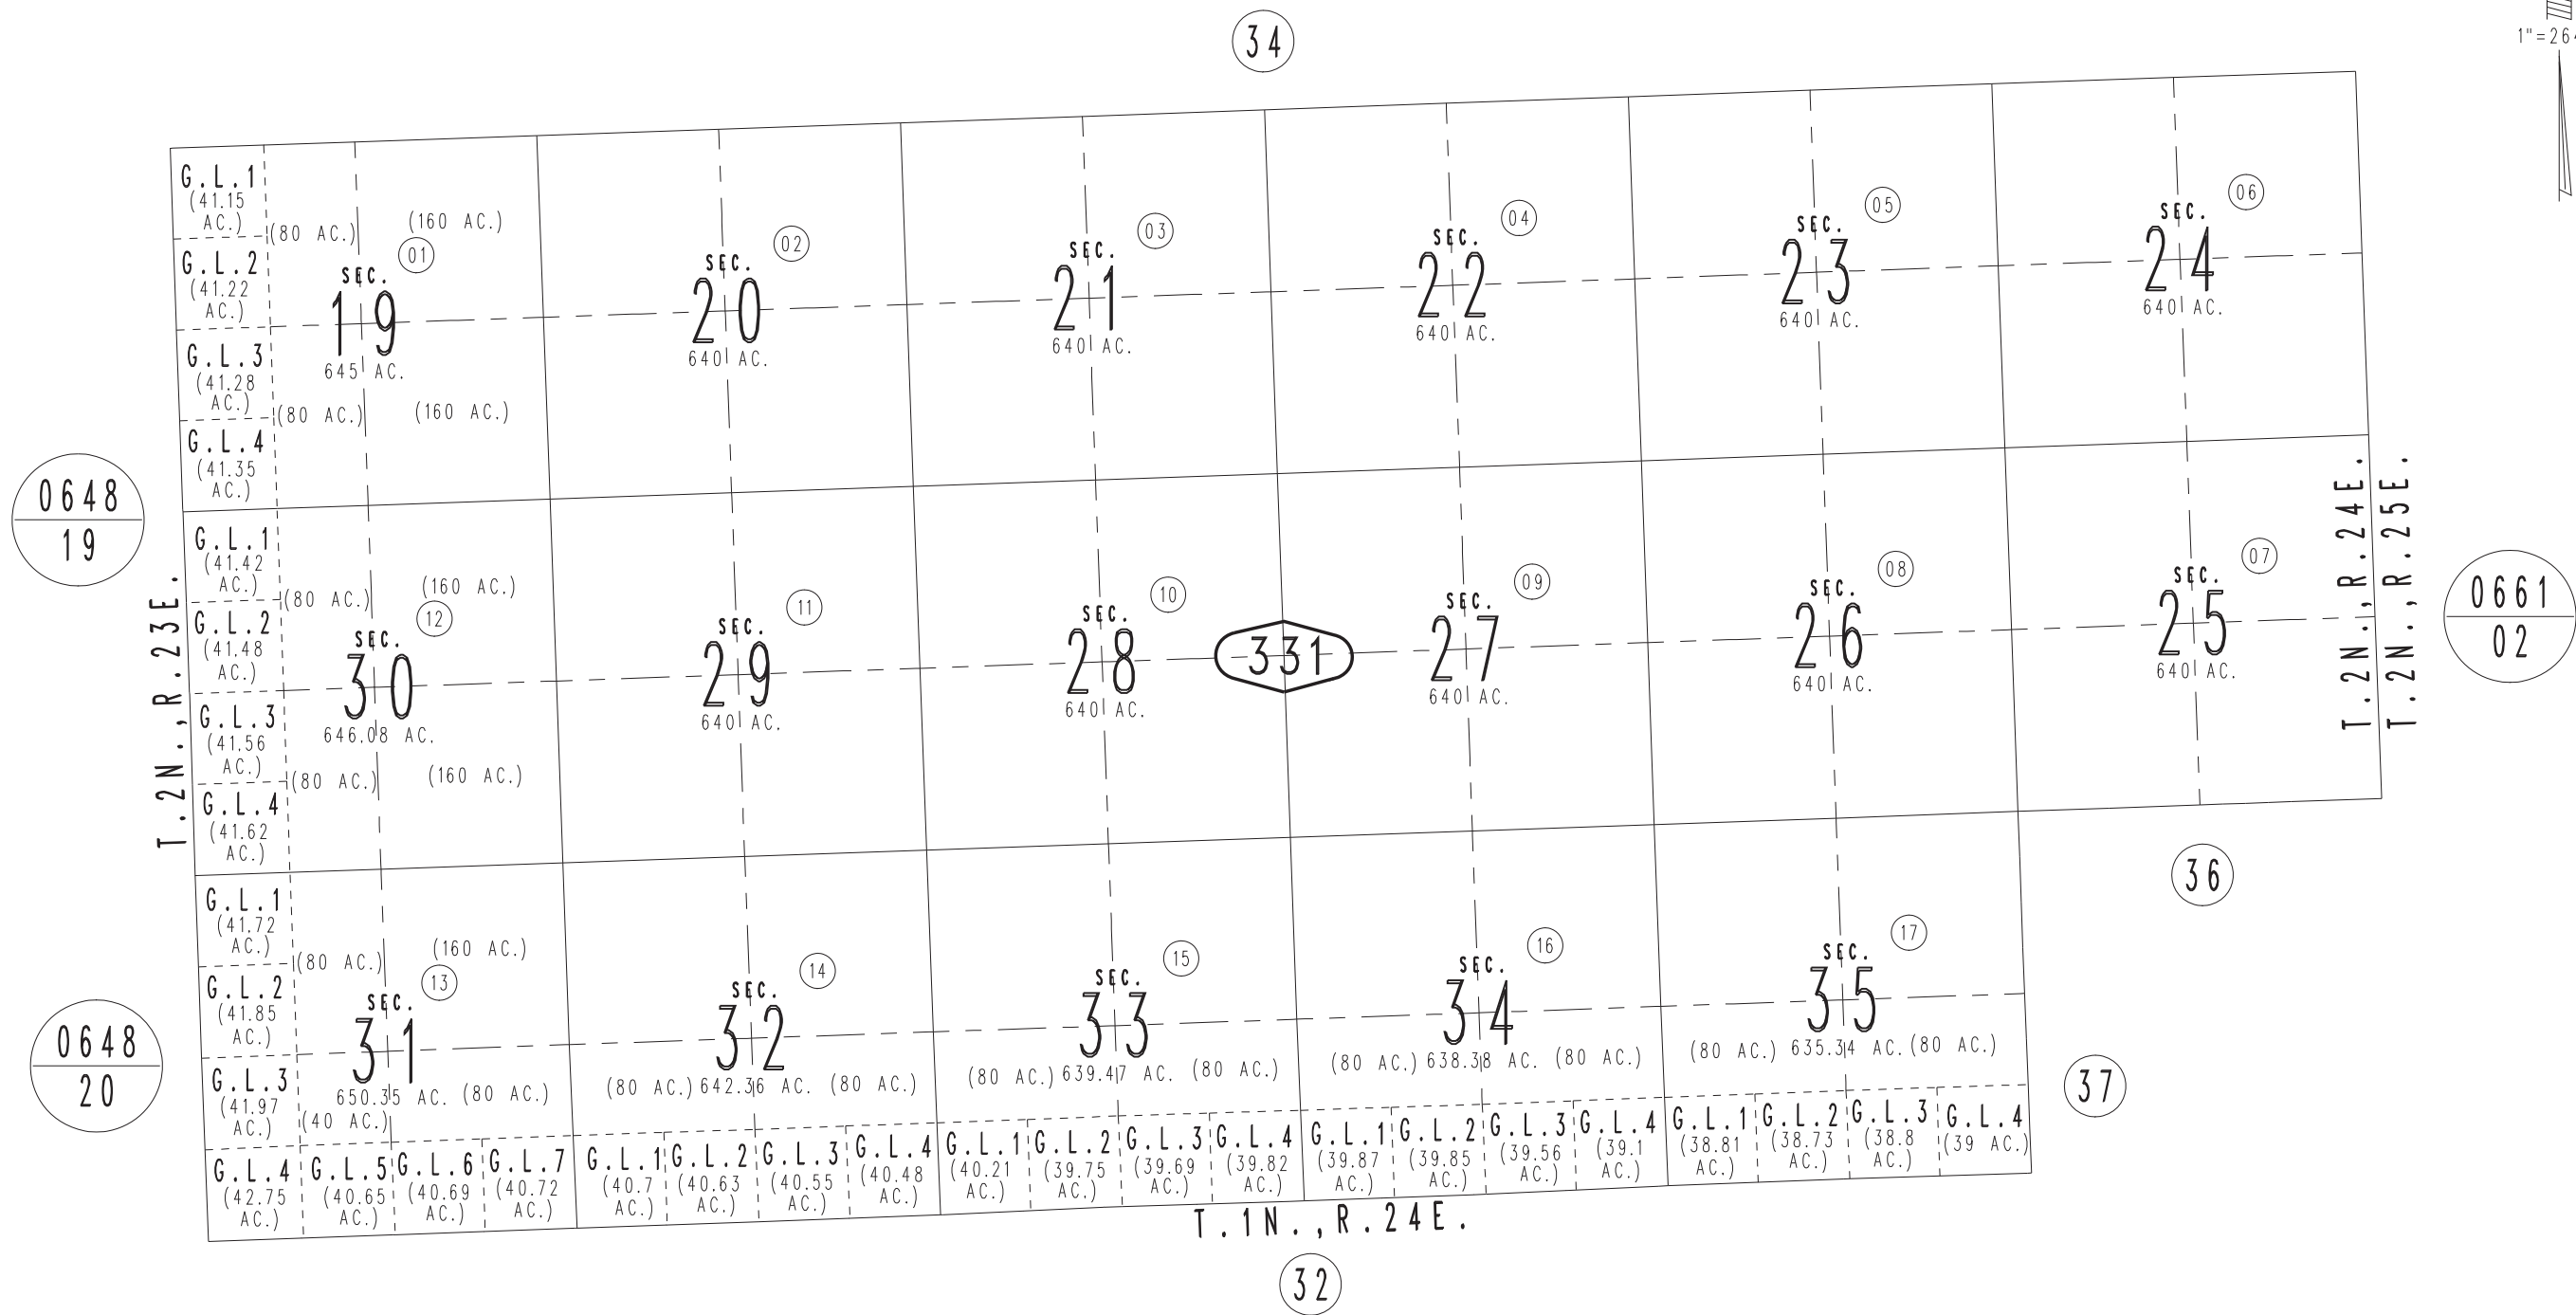 34
1"=264
G.L.1
(41.15
AC.)
(80 AC.)
(160 AC.)
01
G.L.2
(41.22
AC.)
SEC.
19
645 AC.
G.L.3
(41.28
AC.)
(80 AC.)
(160 AC.)
G.L.4
(41.35
AC.)
02
SEC.
20
640 AC.
03
SEC.
21
640 AC.
04
SEC.
22
640 AC.
05
SEC.
23
640 AC.
06
SEC.
24
640 AC.
0648
19
T.2N.,R.23E.
G.L.1
(41.42
AC.)
(80 AC.)
(160 AC.)
12
G.L.2
(41.48
AC.)
SEC.
30
646.08 AC.
G.L.3
(41.56
AC.)
(80 AC.)
(160 AC.)
G.L.4
(41.62
AC.)
11
SEC.
29
640 AC.
10
SEC.
28
640 AC.
331
09
SEC.
27
640 AC.
08
SEC.
26
640 AC.
07
SEC.
25
640 AC.
T.2N.,R.24E.
T.2N.,R.25E.
0661
02
36
0648
20
G.L.1
(41.72
AC.)
(80 AC.)
(160 AC.)
13
G.L.2
(41.85
AC.)
SEC.
31
650.35 AC.
(80 AC.)
G.L.3
(41.97
AC.)
(40 AC.)
G.L.4
(42.75
AC.)
G.L.5
(40.65
AC.)
G.L.6
(40.69
AC.)
G.L.7
(40.72
AC.)
14
SEC.
32
(80 AC.)
642.36 AC.
(80 AC.)
G.L.1
(40.7
AC.)
G.L.2
(40.63
AC.)
G.L.3
(40.55
AC.)
G.L.4
(40.48
AC.)
15
SEC.
33
(80 AC.)
639.47 AC.
(80 AC.)
G.L.1
(40.21
AC.)
G.L.2
(39.75
AC.)
G.L.3
(39.69
AC.)
G.L.4
(39.82
AC.)
16
SEC.
34
(80 AC.)
638.38 AC.
(80 AC.)
G.L.1
(39.87
AC.)
G.L.2
(39.85
AC.)
G.L.3
(39.56
AC.)
G.L.4
(39.1
AC.)
17
SEC.
35
(80 AC.)
635.34 AC.
(80 AC.)
G.L.1
(38.81
AC.)
G.L.2
(38.73
AC.)
G.L.3
(38.8
AC.)
G.L.4
(39 AC.)
37
T.1N.,R.24E.
32